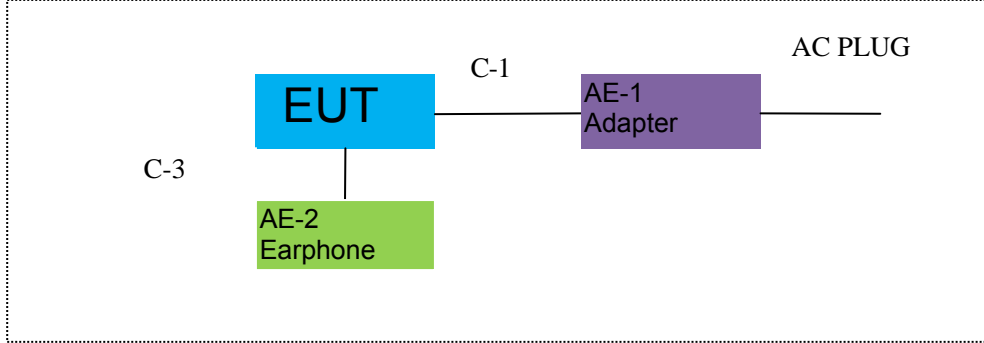 AC PLUG
C-1
EUT
AE-1
Adapter
C-3
AE-2
Earphone